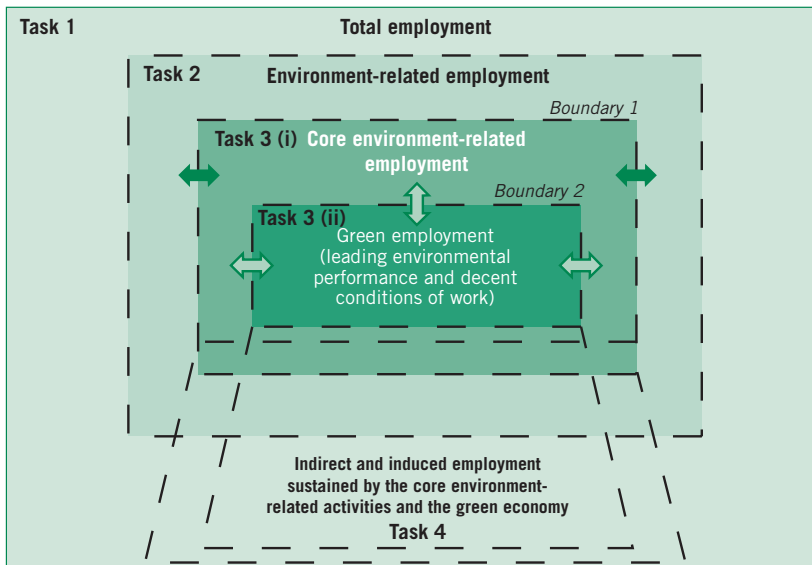 Task 1
Total employment
Task 2
Environment-related employment
Boundary 1
Task 3 (i)
Core environment-related
employment
Boundary 2
Task 3 (ii)
Green employment
(leading environmental
performance and decent
conditions of work)
Indirect and induced employment
sustained by the core environment-
related activities and the green economy
Task 4